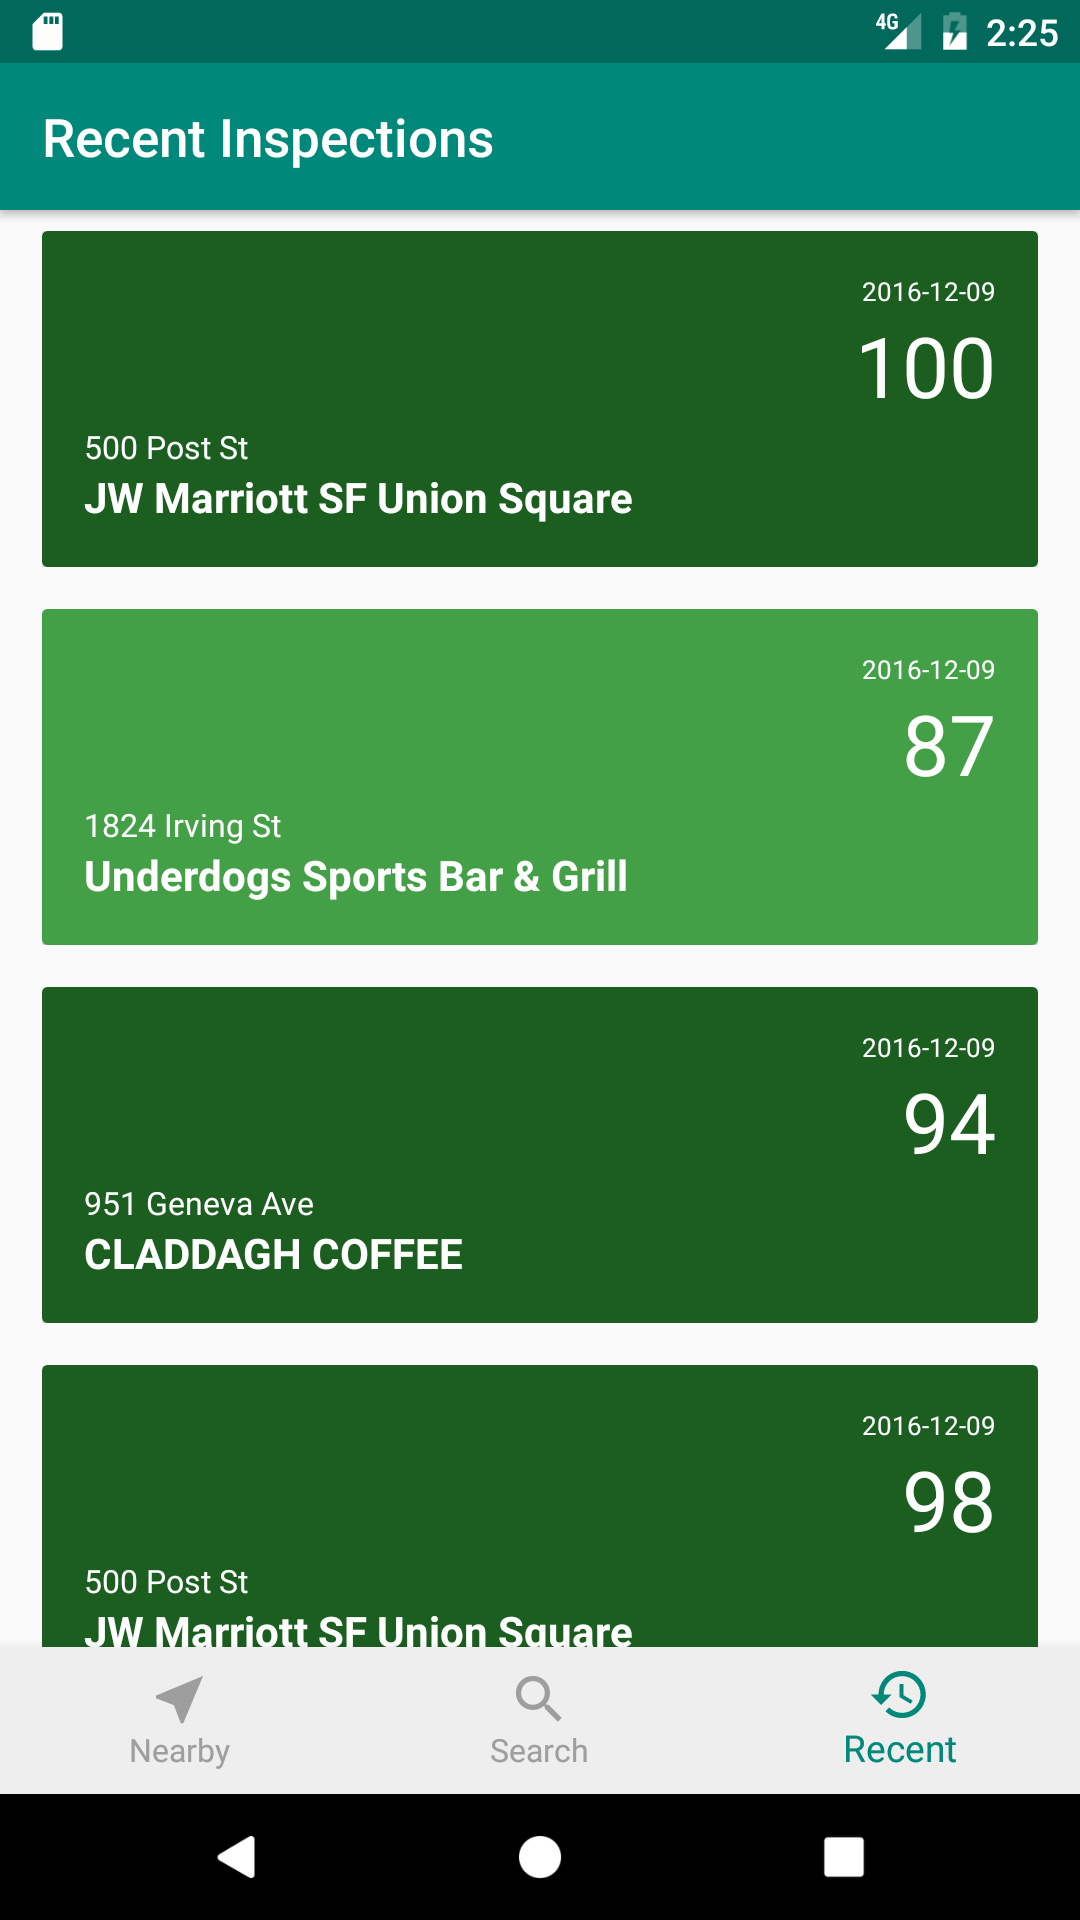 4G 2:25
Recent Inspections
2016-12-09
100
500 Post St
JW Marriott SF Union Square
2016-12-09
87
1824 Irving St
Underdogs Sports Bar & Grill
2016-12-09
94
951 Geneva Ave
CLADDAGH COFFEE
2016-12-09
98
500 Post St
JW Marriott SF Union Square
Nearby Search Recent